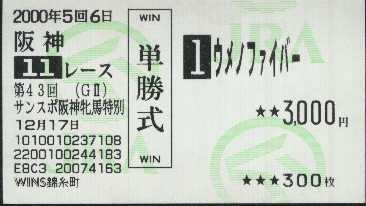 2000年5回6日
阪神
11レース
第43回 (GⅡ)
サンスポ阪神牝馬特別
12月17日
1010010237108
2200100244183
EBC3 20074163
WINS錦糸町
WIN
単勝式
WIN
1 ウメノファイバー
★★3,000円
★★★300枚
JRA